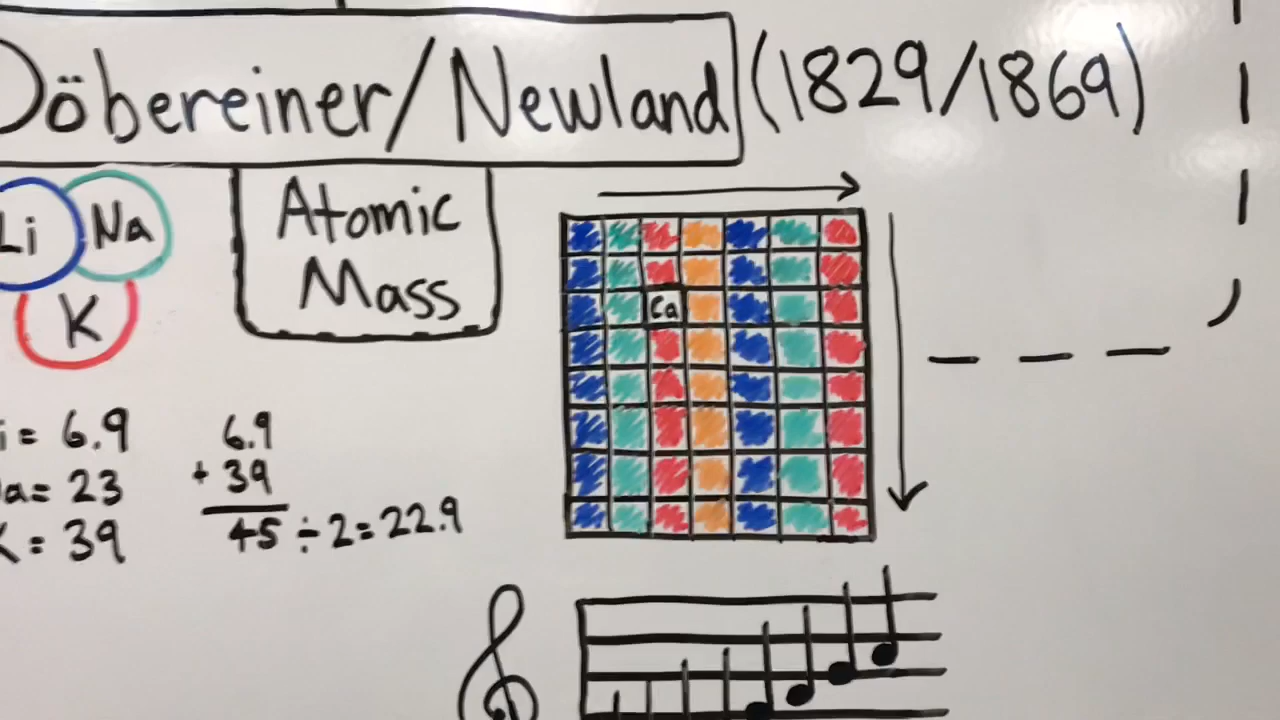 Döbereiner/Newland (1829/1869)
Li Na
K
Atomic
Mass
Ca
i = 6.9
a= 23
K = 39
6.9
+ 39
45 ÷ 2 = 22.9